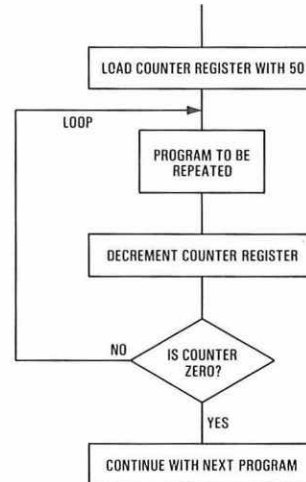 LOAD COUNTER REGISTER WITH 50
LOOP
PROGRAM TO BE
REPEATED
DECREMENT COUNTER REGISTER
NO
IS COUNTER
ZERO?
YES
CONTINUE WITH NEXT PROGRAM